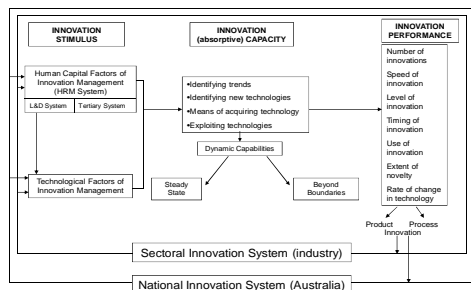 INNOVATION
STIMULUS
INNOVATION
(absorptive) CAPACITY
INNOVATION
PERFORMANCE
Human Capital Factors of
Innovation Management
(HRM System)
L&D System
Tertiary System
Technological Factors of
Innovation Management
•Identifying trends
•Identifying new technologies
•Means of acquiring technology
•Exploiting technologies
Dynamic Capabilities
Steady
State
Beyond
Boundaries
Number of
innovations
Speed of
innovation
Level of
innovation
Timing of
innovation
Use of
innovation
Extent of
novelty
Rate of change
in technology
Product Process
Innovation
Sectoral Innovation System (industry)
National Innovation System (Australia)